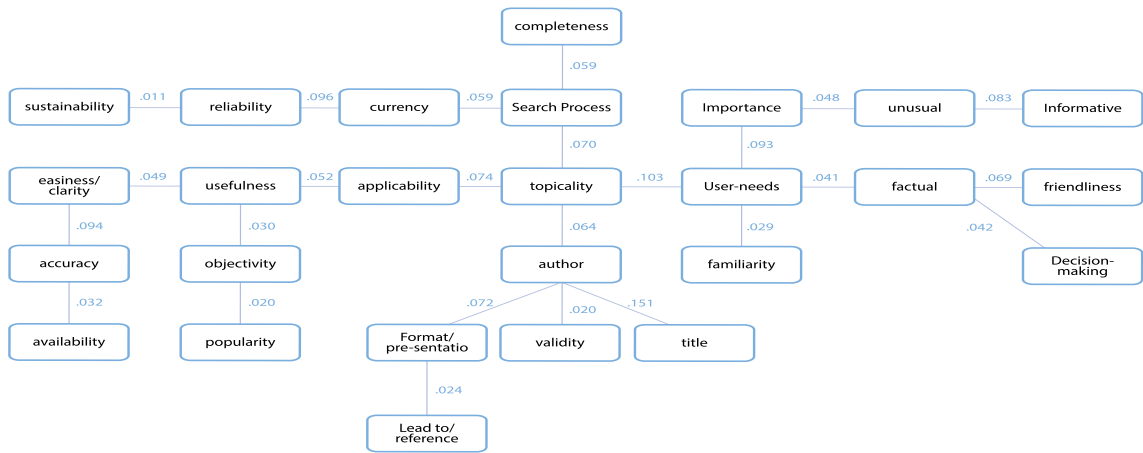 completeness
.059
sustainability .011 reliability .096 currency .059 Search Process
Importance .048 unusual .083 Informative
.070
.093
easiness/
clarity
.049 usefulness .052 applicability .074 topicality .103 User-needs .041 factual .069 friendliness
.094
.030
.064
.029
.042
accuracy
objectivity
author
familiarity
Decision-
making
.032
.020
.072
.020
.151
availability
popularity
Format/
pre-sentatio
validity
title
.024
Lead to/
reference